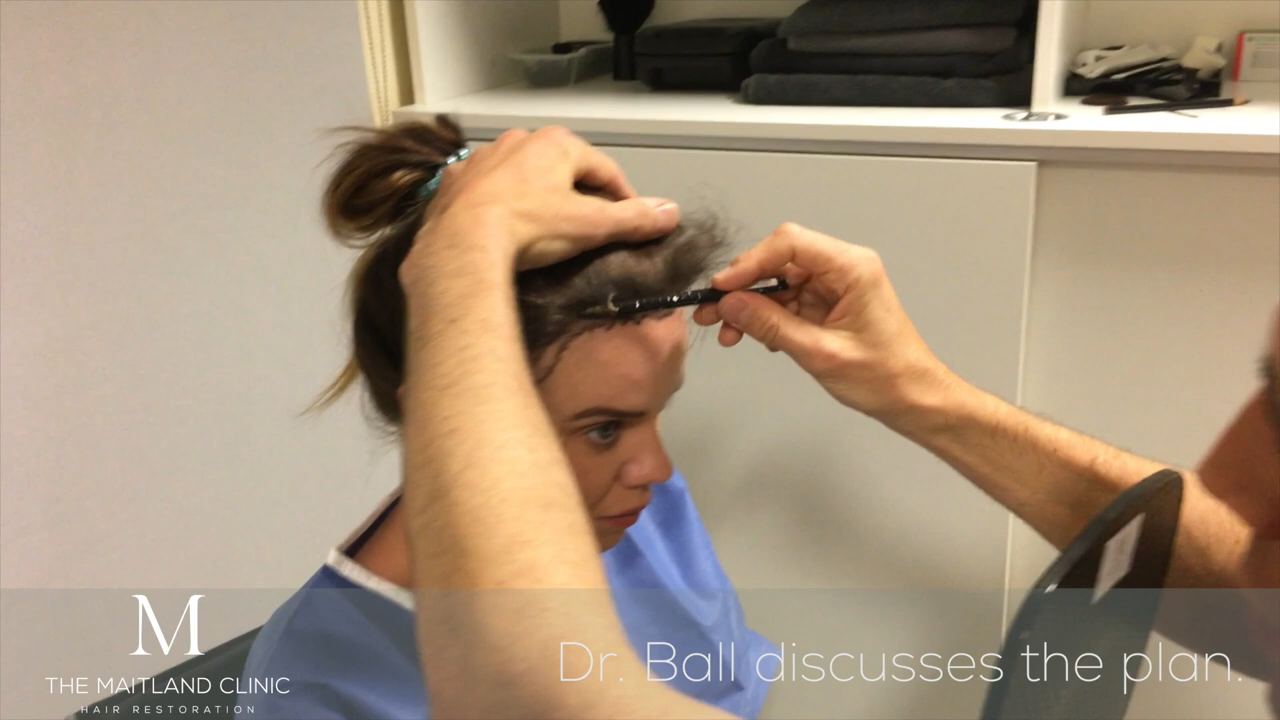 M
THE MAITLAND CLINIC
HAIR RESTORATION
Dr. Ball discusses the plan.